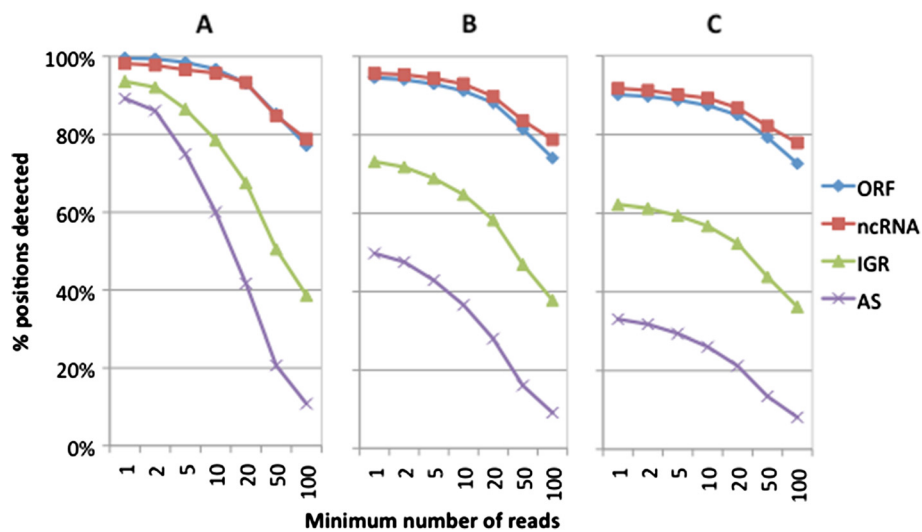 A B C
100%
80%
60%
40%
20%
0%
% positions detected
1 2 5 10 20 50 100
1 2 5 10 20 50 100
1 2 5 10 20 50 100
Minimum number of reads
ORF
ncRNA
IGR
AS